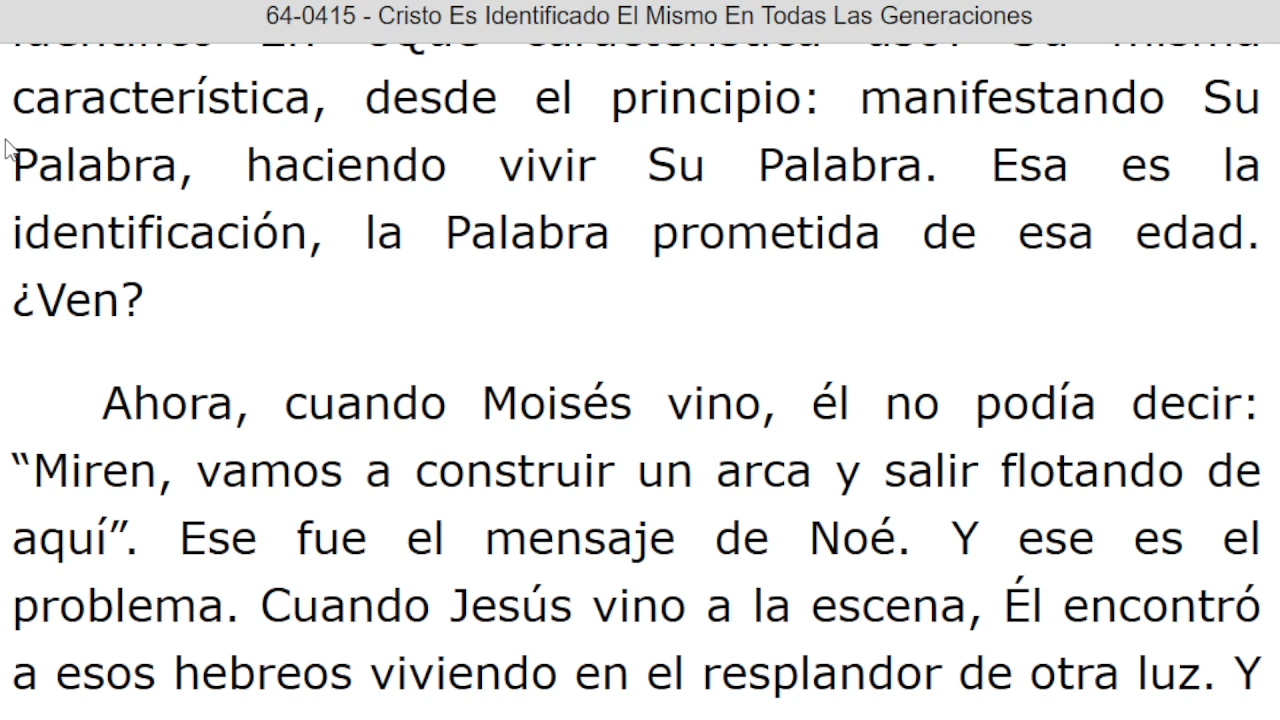 64-0415 - Cristo Es Identificado El Mismo En Todas Las Generaciones
característica, desde el principio: manifestando Su
Palabra, haciendo vivir Su Palabra. Esa es la
identificación, la Palabra prometida de esa edad.
¿Ven?
Ahora, cuando Moisés vino, él no podía decir:
“Miren, vamos a construir un arca y salir flotando de
aquí”. Ese fue el mensaje de Noé. Y ese es el
problema. Cuando Jesús vino a la escena, Él encontró
a esos hebreos viviendo en el resplandor de otra luz. Y